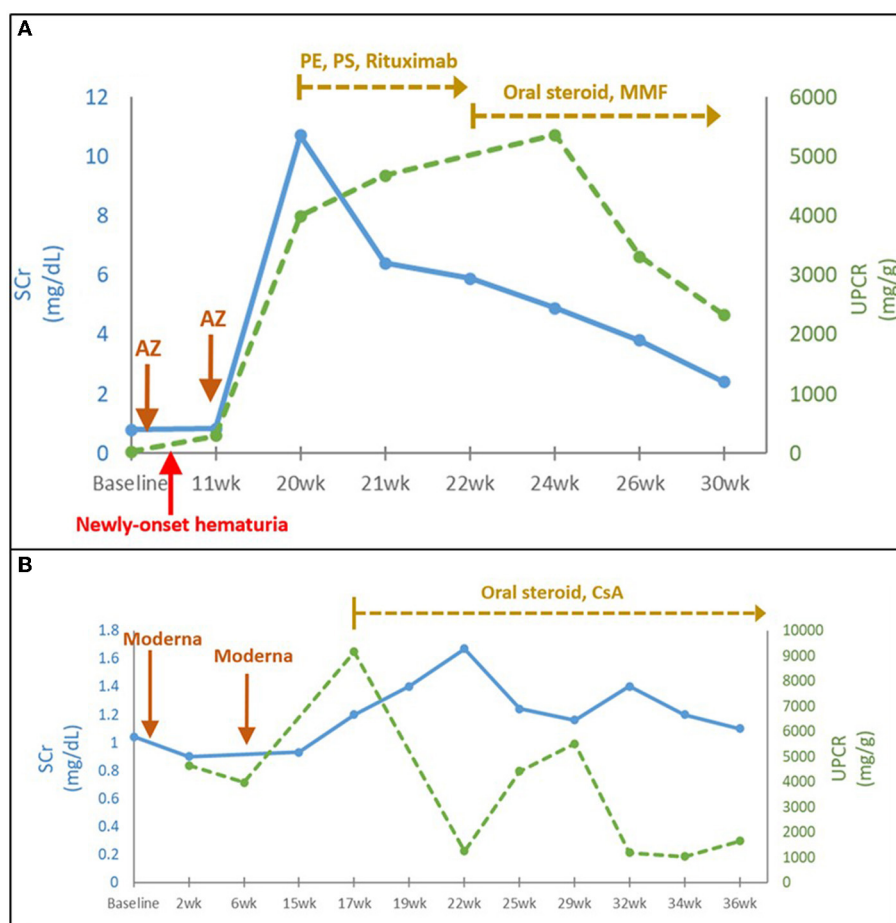 A
PE, PS, Rituximab
Oral steroid, MMF
12
10
8
6
4
2
0
SCr
(mg/dL)
6000
5000
4000
3000
2000
1000
0
UPCR
(mg/g)
AZ
AZ
Baseline 11wk 20wk 21wk 22wk 24wk 26wk 30wk
Newly-onset hematuria
B
Oral steroid, CsA
Moderna
Moderna
1.8
1.6
1.4
1.2
1
0.8
0.6
0.4
0.2
0
SCr
(mg/dL)
10000
9000
8000
7000
6000
5000
4000
3000
2000
1000
0
UPCR
(mg/g)
Baseline 2wk 6wk 15wk 17wk 19wk 22wk 25wk 29wk 32wk 34wk 36wk